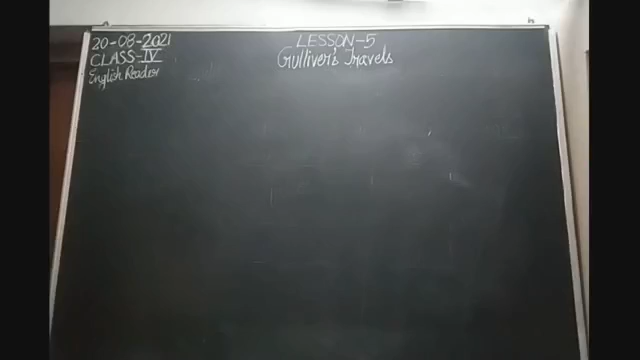 20-08-2021
CLASS-IV
English Reader
LESSON-5
Gulliver's Travels